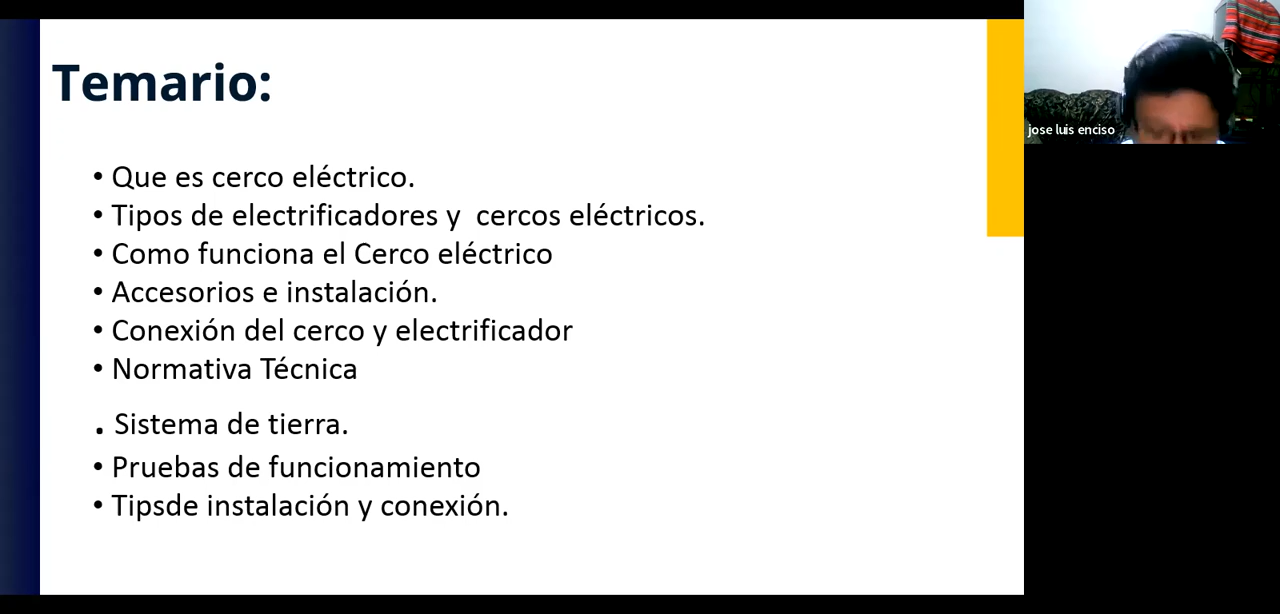 Temario:
• Que es cerco eléctrico.
• Tipos de electrificadores y  cercos eléctricos.
• Como funciona el Cerco eléctrico
• Accesorios e instalación.
• Conexión del cerco y electrificador
• Normativa Técnica
. Sistema de tierra.
• Pruebas de funcionamiento
• Tipsde instalación y conexión.
jose luis enciso